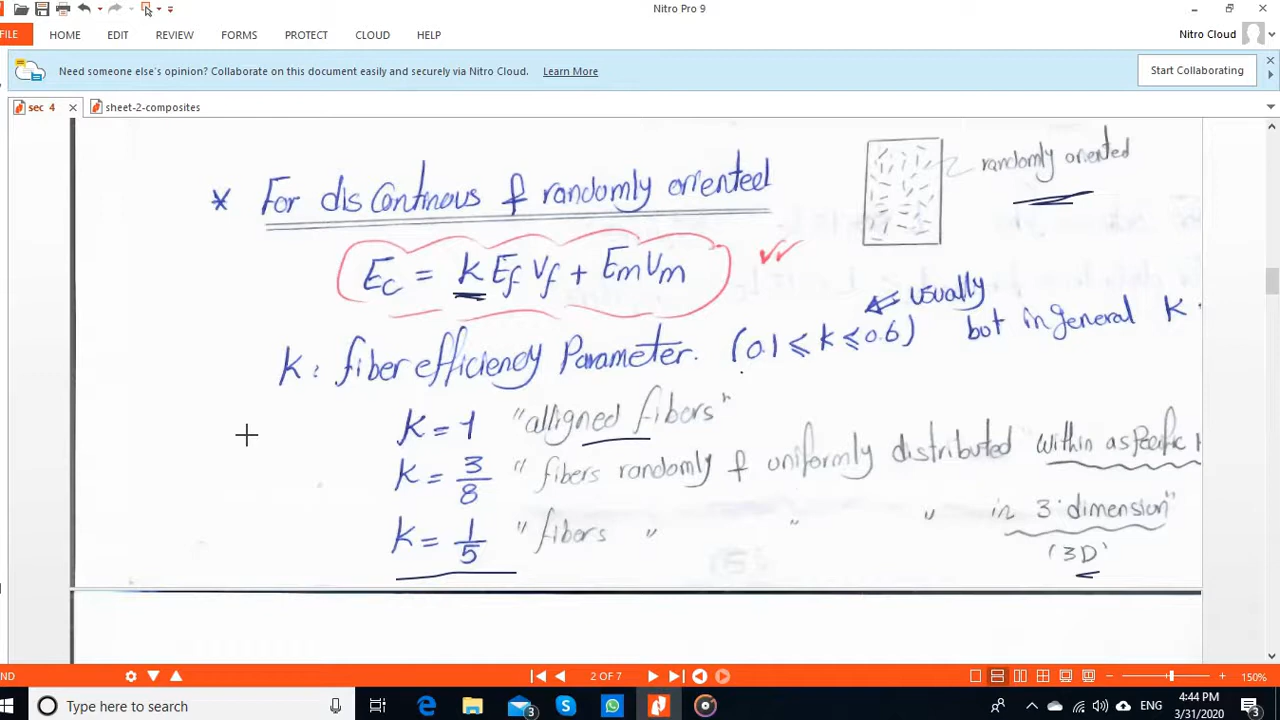 Nitro Pro 9
FILE HOME EDIT REVIEW FORMS PROTECT CLOUD HELP Nitro Cloud
Need someone else's opinion? Collaborate on this document easily and securely via Nitro Cloud. Learn More Start Collaborating
sec 4 sheet-2-composites
* For discontinous & randomly oriented
randomly oriented
Ec = k Ef Vf + Em Vm
usually
k: fiber efficiency Parameter. (0.1 ≤ k ≤ 0.6) but in general k
k = 1 "alligned fibers"
k = 3/8 "fibers randomly & uniformly distributed within a specific
k = 1/5 "fibers " " " in 3 dimension"
(3D)
ND 2 OF 7 150%
Type here to search 3 ENG 4:44 PM
3/31/2020 3